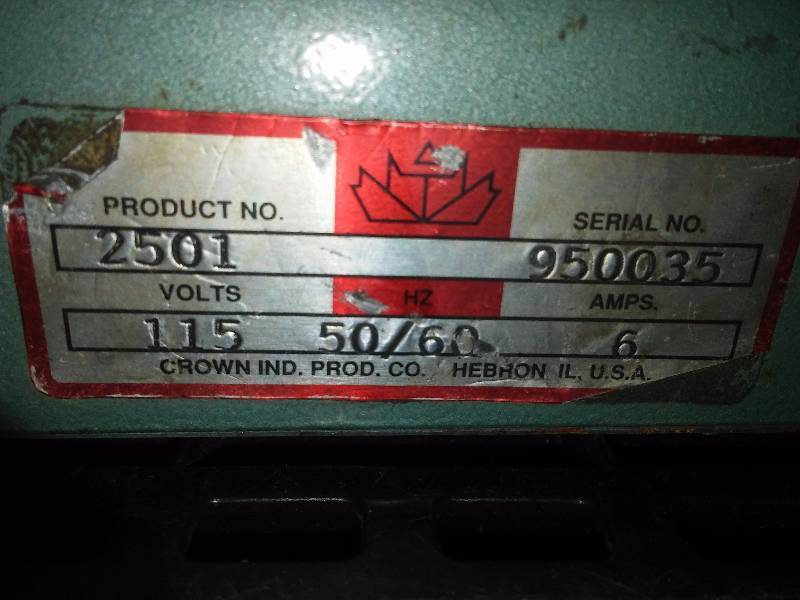 PRODUCT NO. SERIAL NO.
2501 950035
VOLTS HZ AMPS.
115 50/60 6
CROWN IND. PROD. CO. HEBRON IL, U.S.A.